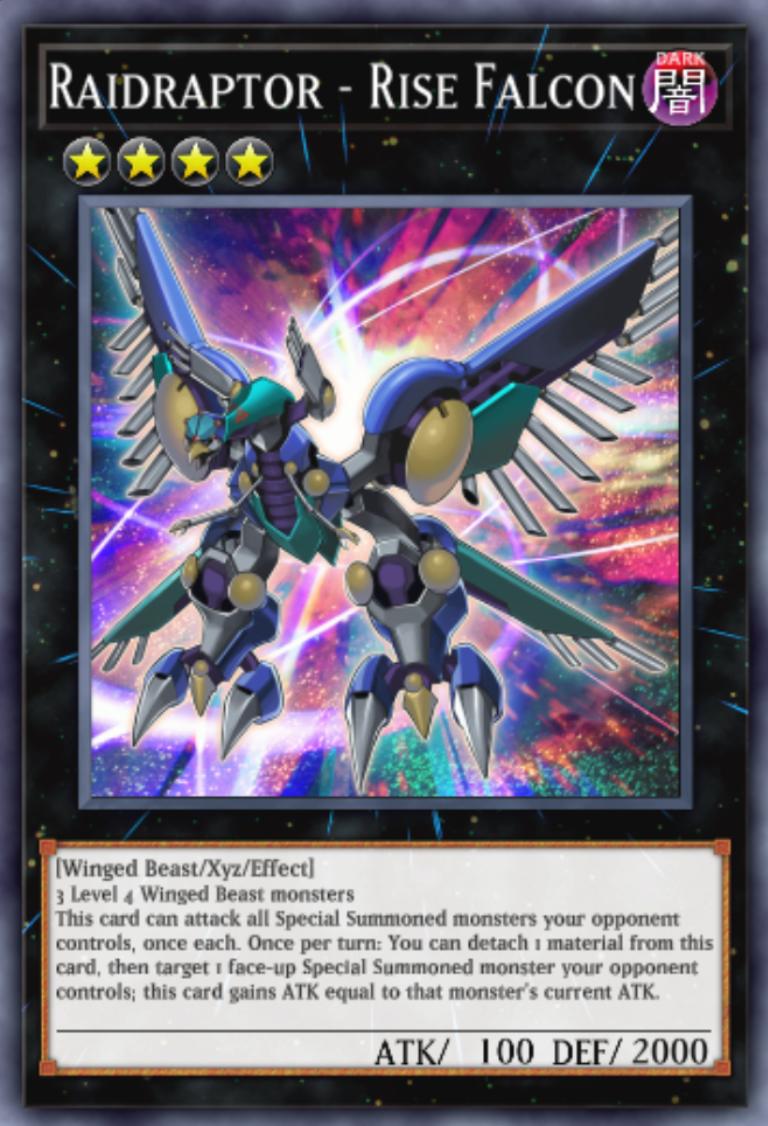 RAIDRAPTOR - RISE FALCON
DARK
闇
[Winged Beast/Xyz/Effect]
3 Level 4 Winged Beast monsters
This card can attack all Special Summoned monsters your opponent
controls, once each. Once per turn: You can detach 1 material from this
card, then target 1 face-up Special Summoned monster your opponent
controls; this card gains ATK equal to that monster's current ATK.
ATK/ 100 DEF/ 2000